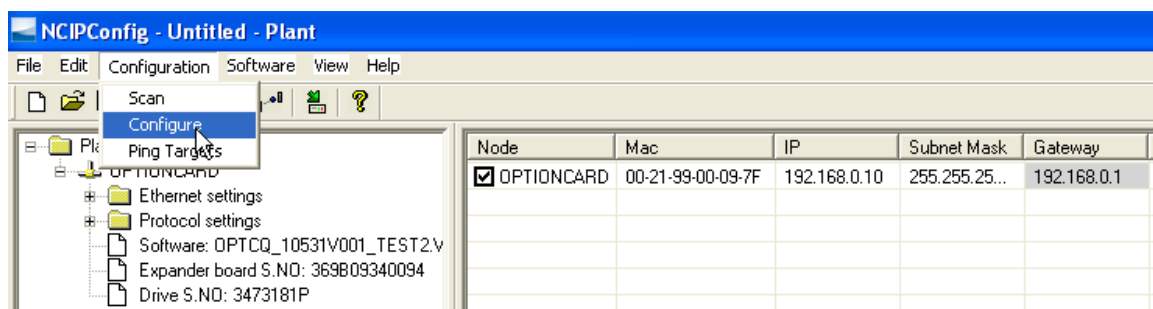 NCIPConfig - Untitled - Plant
File Edit Configuration Software View Help
Scan
Configure
Ping Targets
OPTIONCARD
Ethernet settings
Protocol settings
Software: OPTCQ_10531V001_TEST2.V
Expander board S.NO: 369B09340094
Drive S.NO: 3473181P
Node Mac IP Subnet Mask Gateway
OPTIONCARD 00-21-99-00-09-7F 192.168.0.10 255.255.25... 192.168.0.1